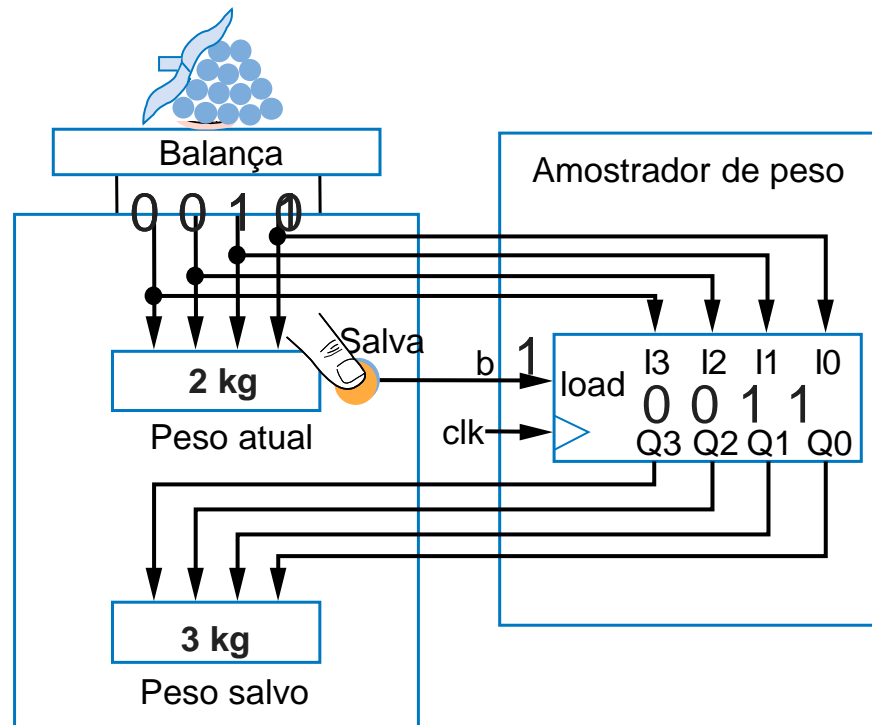 Balança
Amostrador de peso
0 0 1
Salva
b 1
I3 I2 I1 I0
load
2 kg
0 0 1 1
Peso atual
clk
Q3 Q2 Q1 Q0
3 kg
Peso salvo